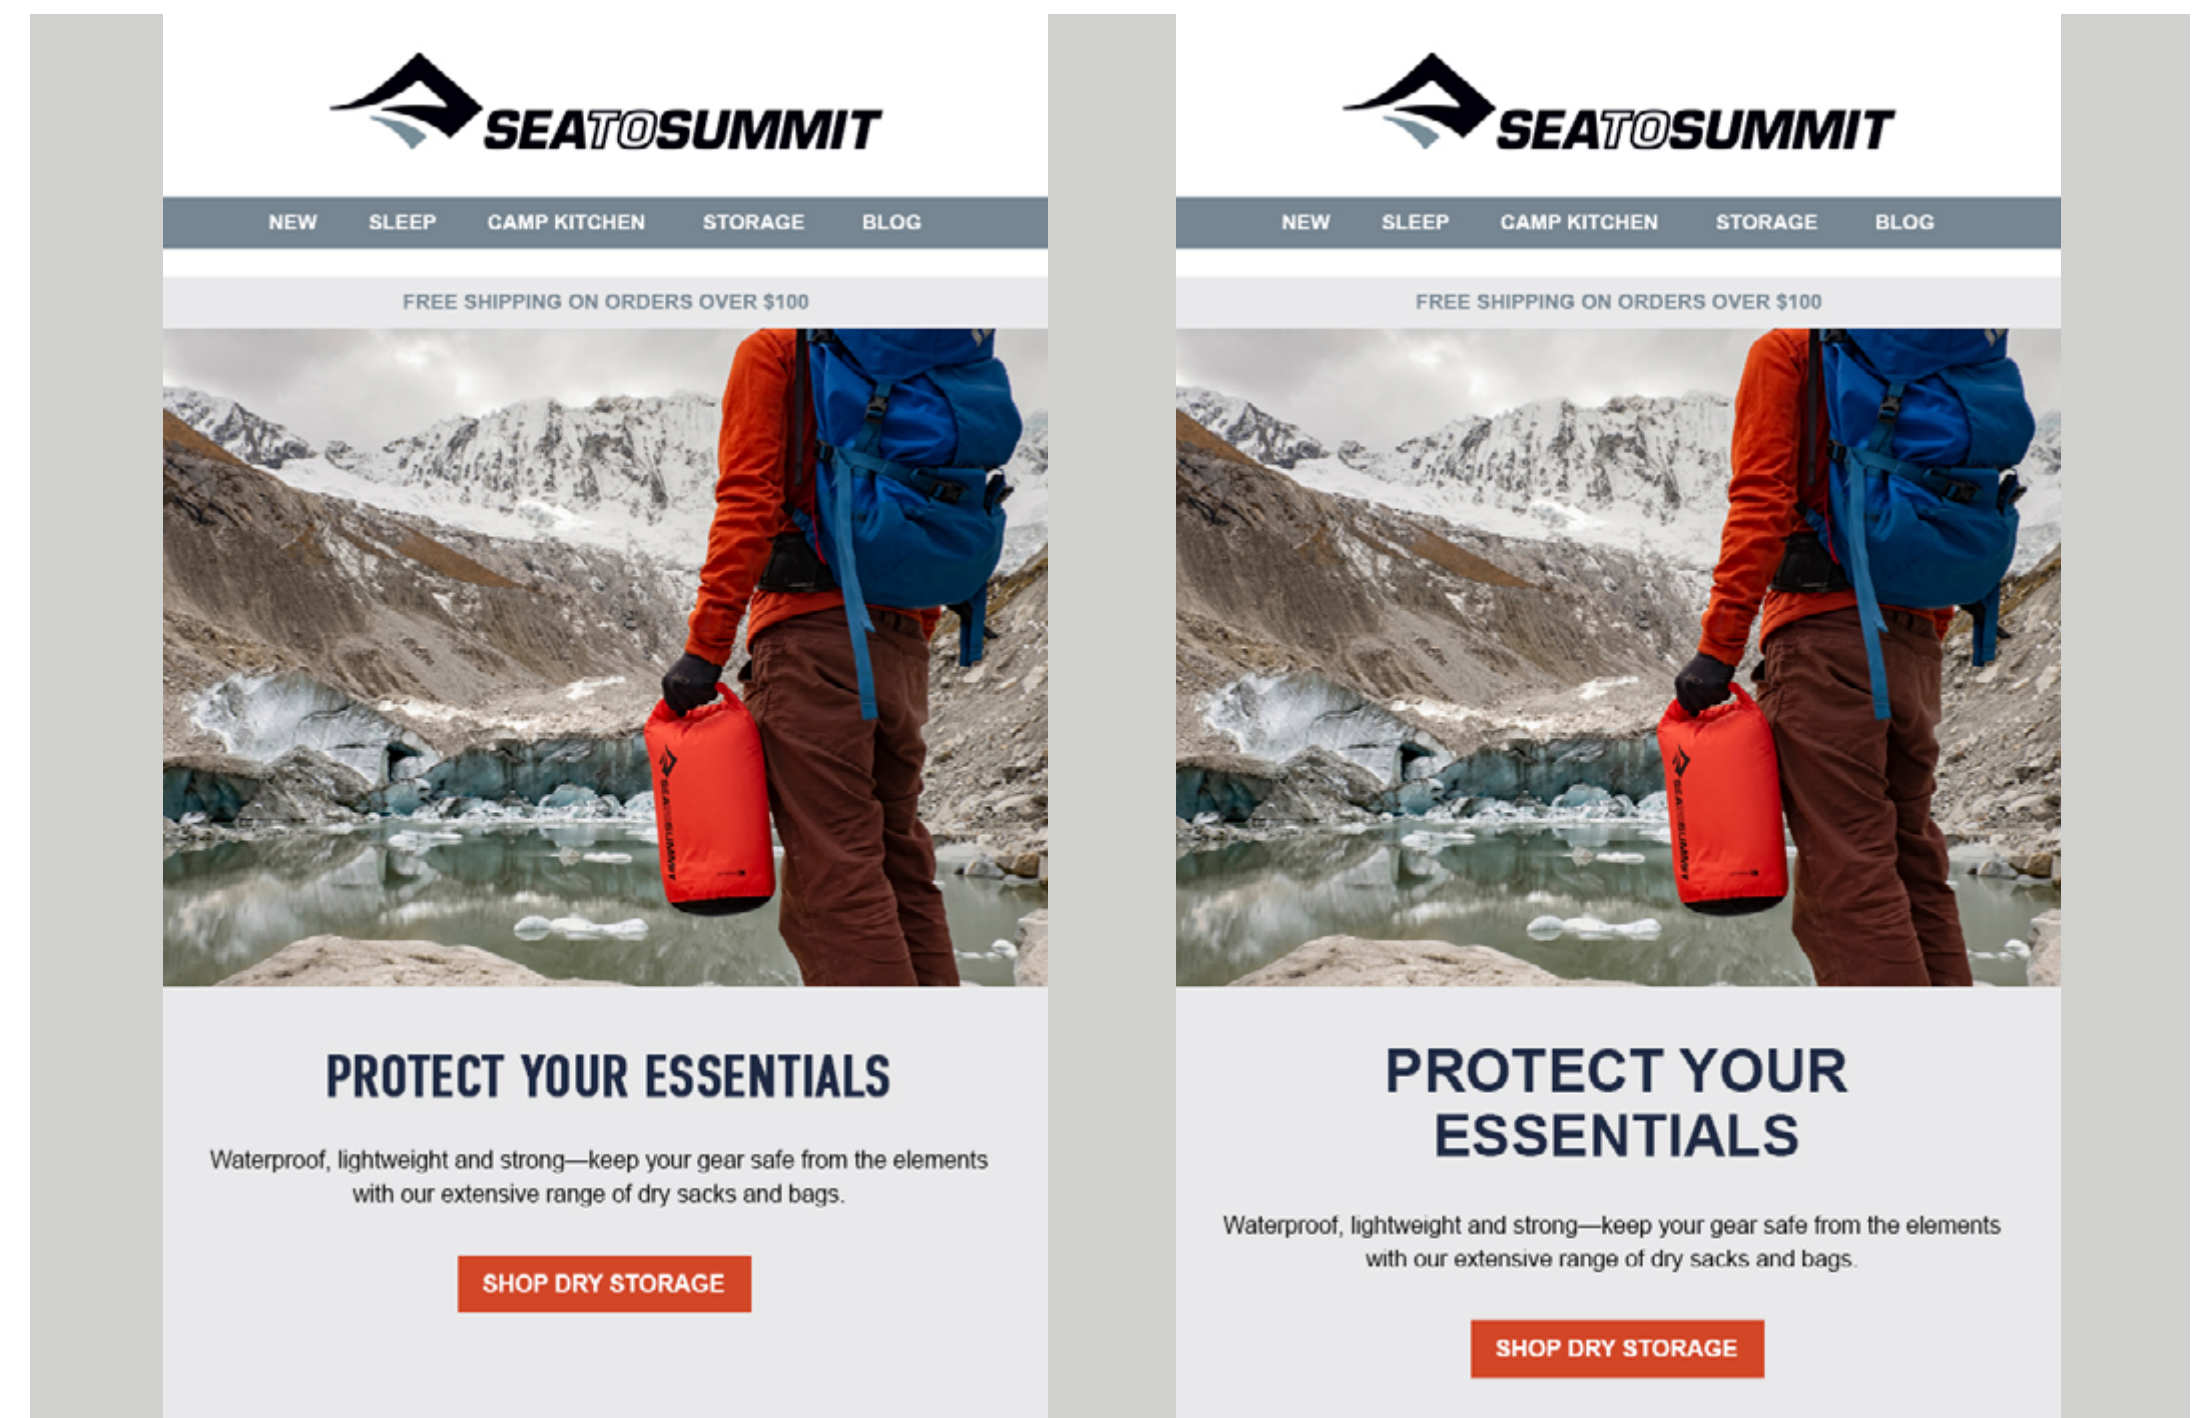 SEATOSUMMIT
NEW SLEEP CAMP KITCHEN STORAGE BLOG
FREE SHIPPING ON ORDERS OVER $100
SEATOSUMMIT
PROTECT YOUR ESSENTIALS
Waterproof, lightweight and strong—keep your gear safe from the elements
with our extensive range of dry sacks and bags.
SHOP DRY STORAGE
SEATOSUMMIT
NEW SLEEP CAMP KITCHEN STORAGE BLOG
FREE SHIPPING ON ORDERS OVER $100
SEATOSUMMIT
PROTECT YOUR
ESSENTIALS
Waterproof, lightweight and strong—keep your gear safe from the elements
with our extensive range of dry sacks and bags.
SHOP DRY STORAGE